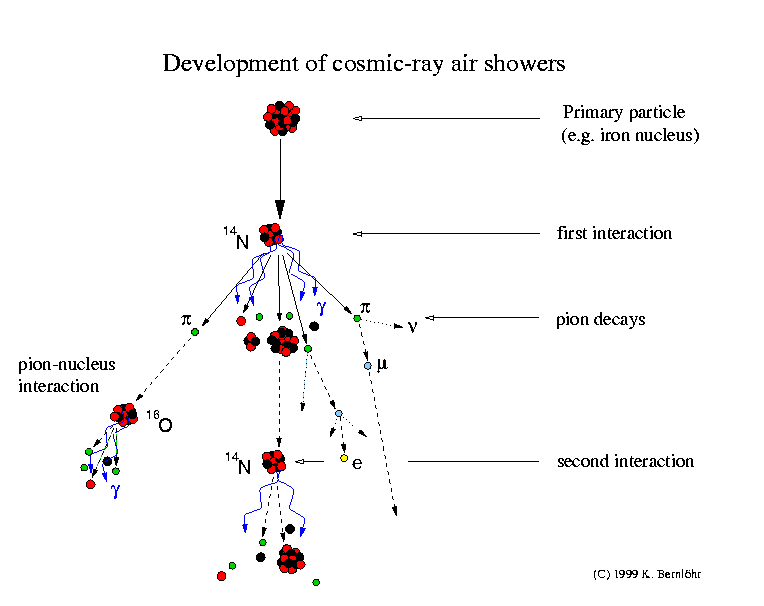 Development of cosmic-ray air showers
Primary particle
(e.g. iron nucleus)
14N
first interaction
γ
π
π
ν
pion decays
pion-nucleus
interaction
μ
16O
14N
e
second interaction
γ
(C) 1999 K. Bernlöhr